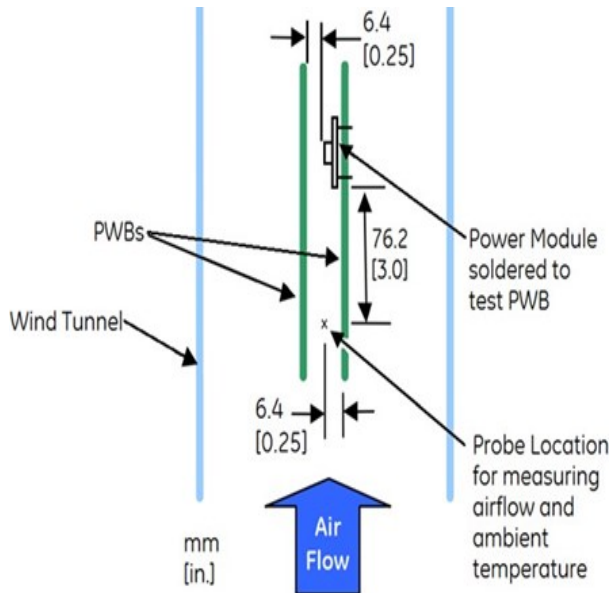 6.4
[0.25]
PWBs
76.2
[3.0]
Power Module
soldered to
test PWB
Wind Tunnel
x
6.4
[0.25]
Probe Location
for measuring
airflow and
ambient
temperature
Air
Flow
mm
[in.]